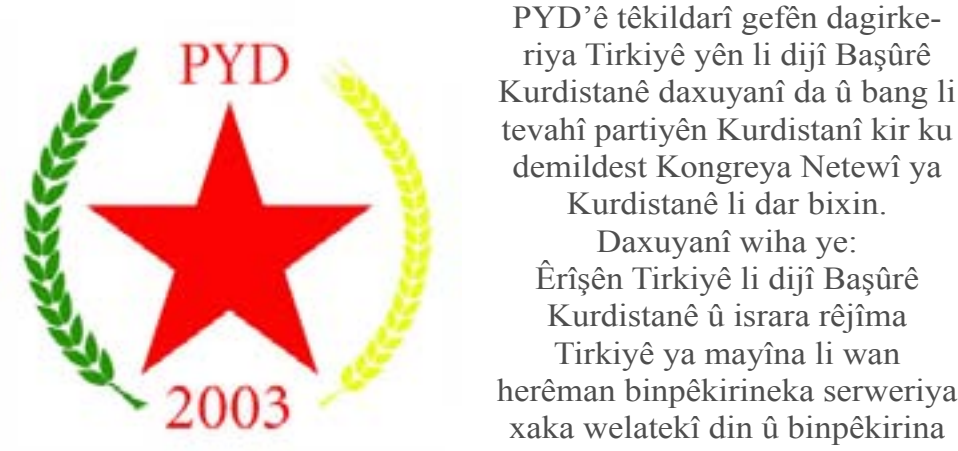 PYD
2003
PYD’ê têkildarî gefên dagirke-
riya Tirkiyê yên li dijî Başûrê
Kurdistanê daxuyanî da û bang li
tevahî partiyên Kurdistanî kir ku
demildest Kongreya Netewî ya
Kurdistanê li dar bixin.
Daxuyanî wiha ye:
Êrîşên Tirkiyê li dijî Başûrê
Kurdistanê û israra rêjîma
Tirkiyê ya mayîna li wan
herêman binpêkirineka serweriya
xaka welatekî din û binpêkirina